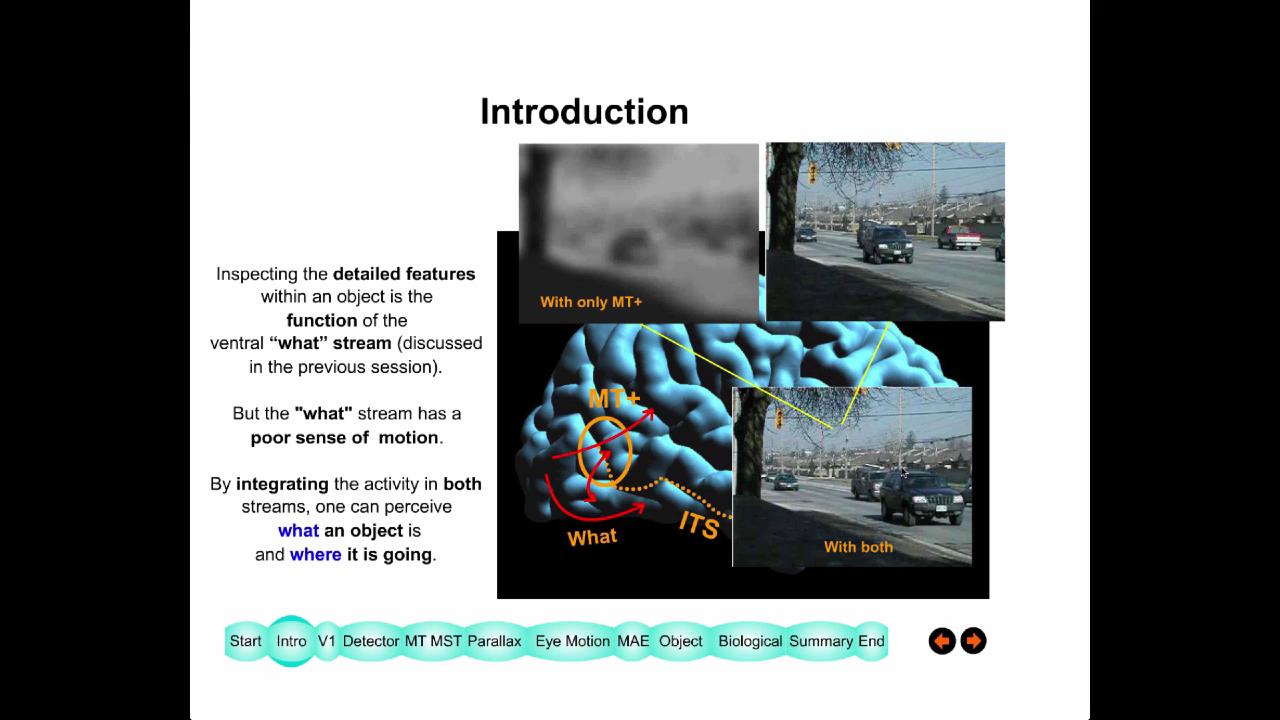 Introduction
With only MT+
Inspecting the detailed features
within an object is the
function of the
ventral “what” stream (discussed
in the previous session).
But the "what" stream has a
poor sense of motion.
By integrating the activity in both
streams, one can perceive
what an object is
and where it is going.
MT+
What
ITS
With both
Start Intro V1 Detector MT MST Parallax Eye Motion MAE Object Biological Summary End